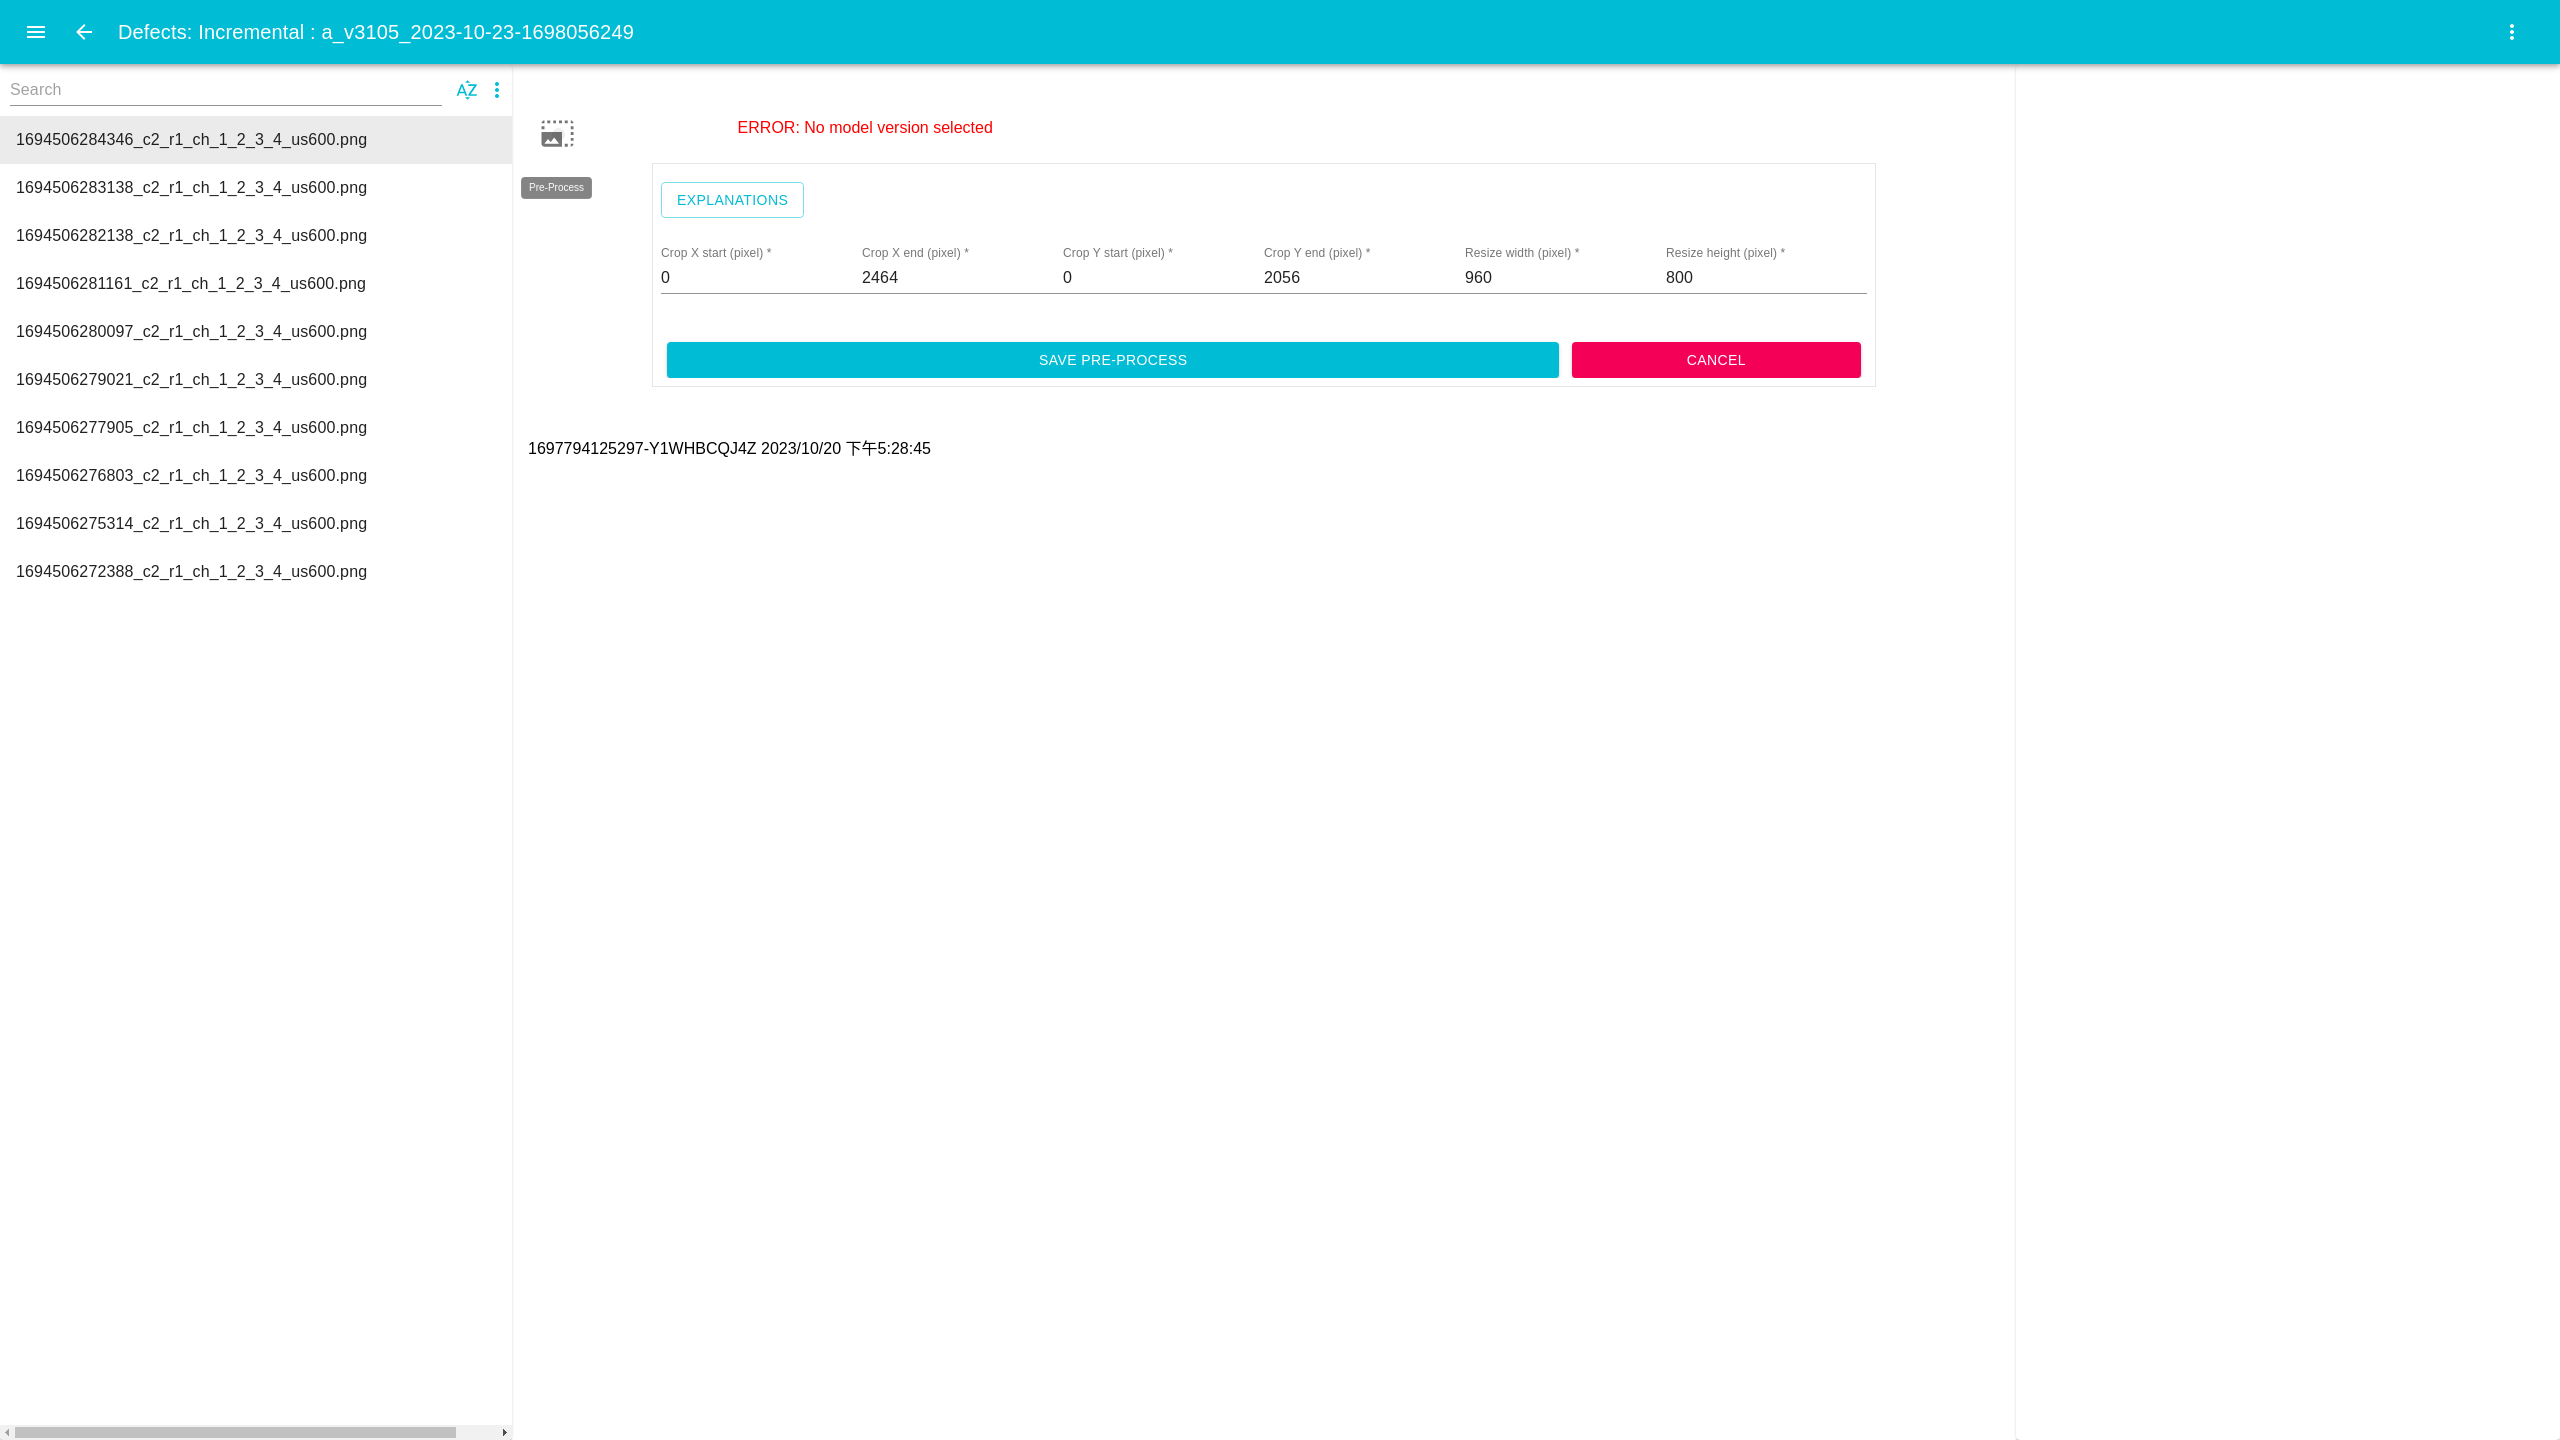 Defects: Incremental : a_v3105_2023-10-23-1698056249
Search
AZ
1694506284346_c2_r1_ch_1_2_3_4_us600.png
1694506283138_c2_r1_ch_1_2_3_4_us600.png
1694506282138_c2_r1_ch_1_2_3_4_us600.png
1694506281161_c2_r1_ch_1_2_3_4_us600.png
1694506280097_c2_r1_ch_1_2_3_4_us600.png
1694506279021_c2_r1_ch_1_2_3_4_us600.png
1694506277905_c2_r1_ch_1_2_3_4_us600.png
1694506276803_c2_r1_ch_1_2_3_4_us600.png
1694506275314_c2_r1_ch_1_2_3_4_us600.png
1694506272388_c2_r1_ch_1_2_3_4_us600.png
Pre-Process
ERROR: No model version selected
EXPLANATIONS
Crop X start (pixel) * Crop X end (pixel) * Crop Y start (pixel) * Crop Y end (pixel) * Resize width (pixel) * Resize height (pixel) *
0 2464 0 2056 960 800
SAVE PRE-PROCESS CANCEL
1697794125297-Y1WHBCQJ4Z 2023/10/20 下午5:28:45